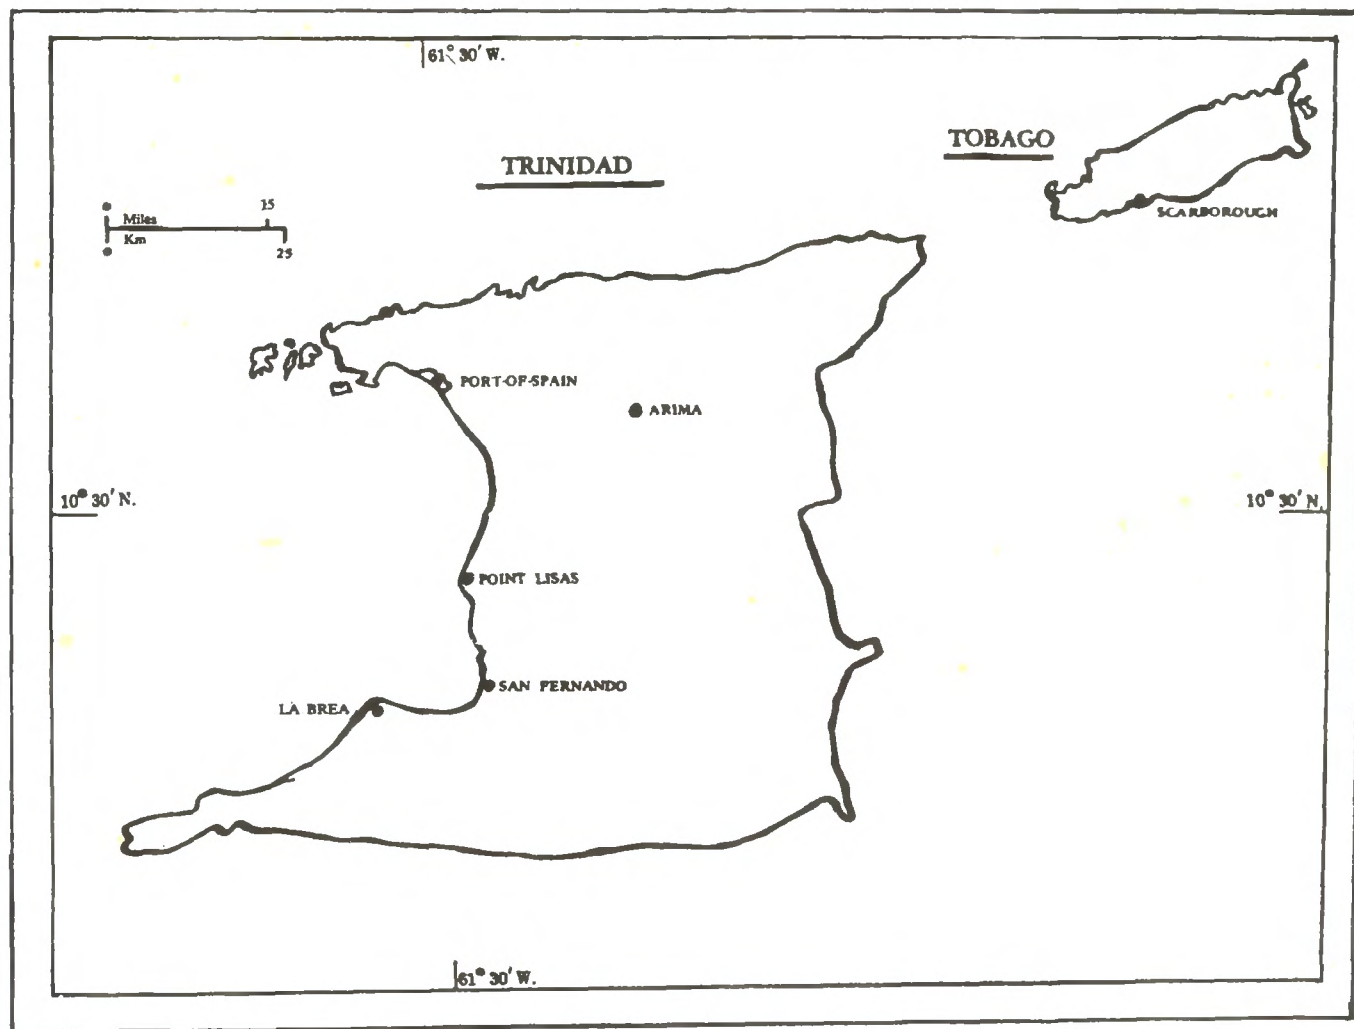 61° 30' W.
TRINIDAD
TOBAGO
SCARBOROUGH
15
Miles
Km
25
PORT-OF-SPAIN
ARIMA
10° 30' N.
10° 30' N.
POINT LISAS
SAN FERNANDO
LA BREA
61° 30' W.